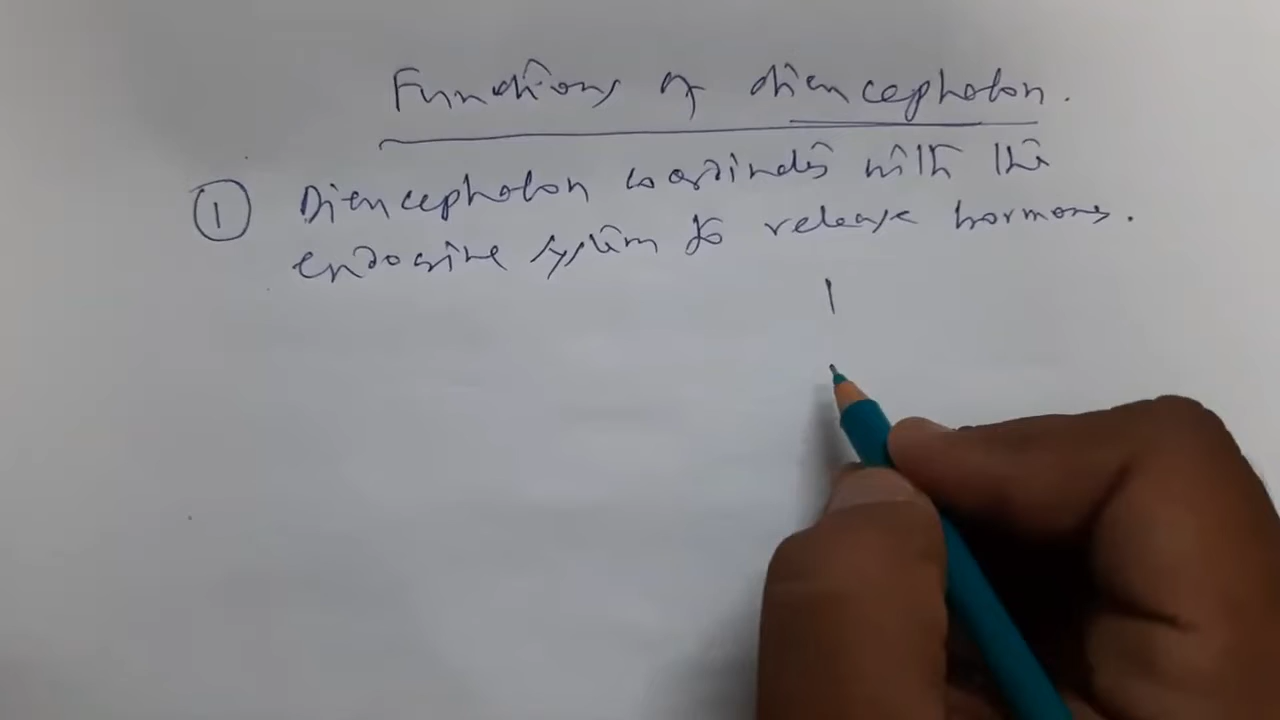 Functions of diencephalon.
① Diencephalon coordinates with the
endocrine system to release hormones.